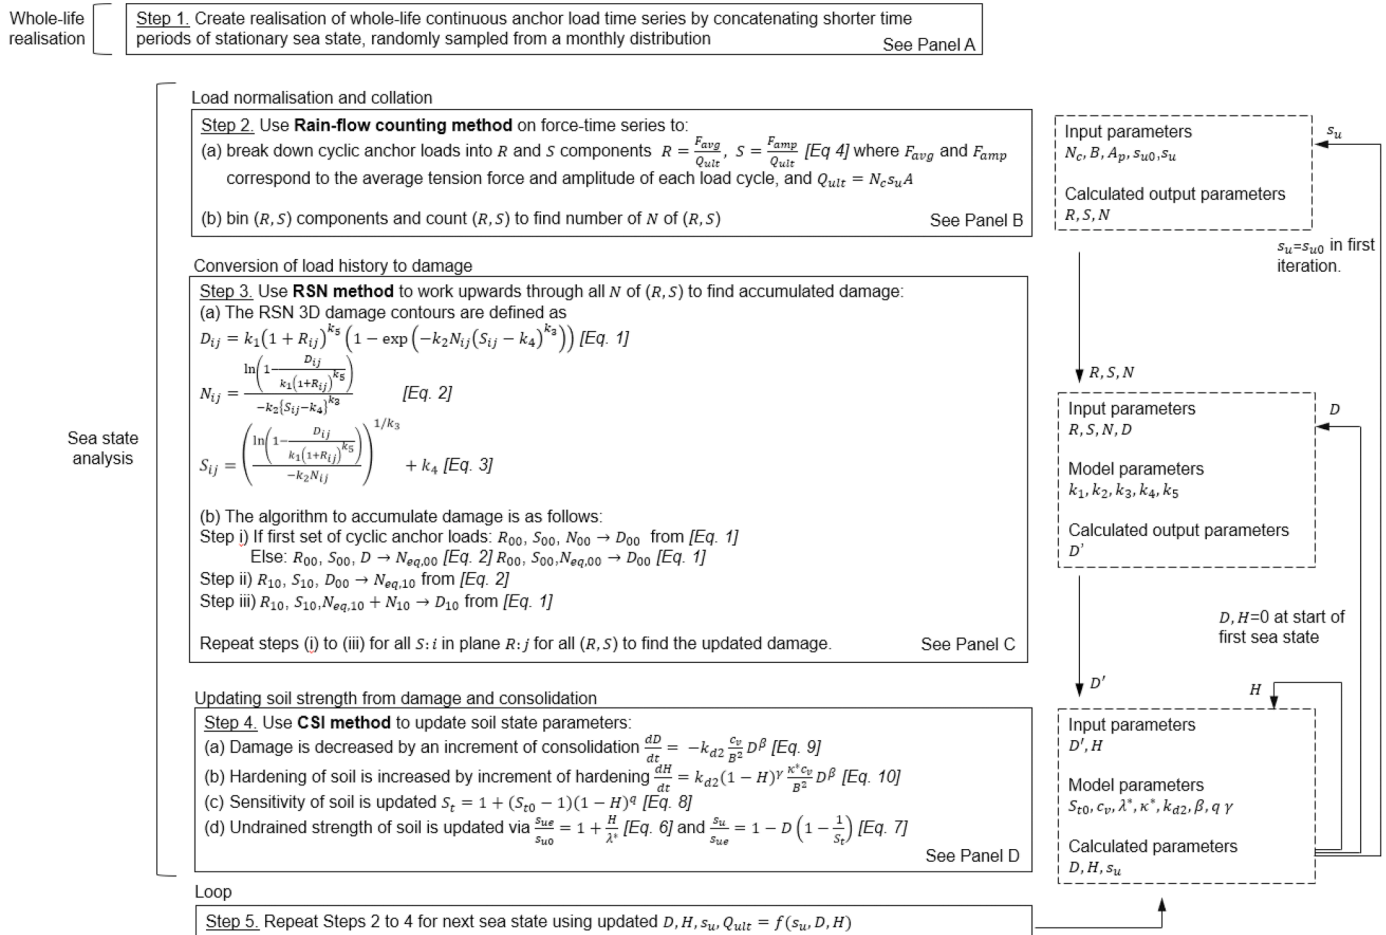 Whole-life
realisation
Step 1. Create realisation of whole-life continuous anchor load time series by concatenating shorter time
periods of stationary sea state, randomly sampled from a monthly distribution
See Panel A
Sea state
analysis
Load normalisation and collation
Step 2. Use Rain-flow counting method on force-time series to:
(a) break down cyclic anchor loads into R and S components R = F_avg/Q_ult, S = F_amp/Q_ult [Eq 4] where F_avg and F_amp
correspond to the average tension force and amplitude of each load cycle, and Q_ult = N_c s_u A
(b) bin (R, S) components and count (R, S) to find number of N of (R, S)
See Panel B
Conversion of load history to damage
Step 3. Use RSN method to work upwards through all N of (R, S) to find accumulated damage:
(a) The RSN 3D damage contours are defined as
D_ij = k_1(1 + R_ij)^k_5 (1 − exp(−k_2 N_ij(S_ij − k_4)^k_3)) [Eq. 1]
N_ij = ln(1 − D_ij/(k_1(1+R_ij)^k_5)) / (−k_2{S_ij−k_4}^k_3) [Eq. 2]
S_ij = (ln(1 − D_ij/(k_1(1+R_ij)^k_5)) / (−k_2 N_ij))^(1/k_3) + k_4 [Eq. 3]
(b) The algorithm to accumulate damage is as follows:
Step i) If first set of cyclic anchor loads: R_00, S_00, N_00 → D_00 from [Eq. 1]
Else: R_00, S_00, D → N_eq,00 [Eq. 2] R_00, S_00,N_eq,00 → D_00 [Eq. 1]
Step ii) R_10, S_10, D_00 → N_eq,10 from [Eq. 2]
Step iii) R_10, S_10,N_eq,10 + N_10 → D_10 from [Eq. 1]
Repeat steps (i) to (iii) for all S: i in plane R: j for all (R, S) to find the updated damage.
See Panel C
Updating soil strength from damage and consolidation
Step 4. Use CSI method to update soil state parameters:
(a) Damage is decreased by an increment of consolidation dD/dt = −k_d2 c_v/B² D^β [Eq. 9]
(b) Hardening of soil is increased by increment of hardening dH/dt = k_d2(1 − H)^γ κ*c_v/B² D^β [Eq. 10]
(c) Sensitivity of soil is updated S_t = 1 + (S_t0 − 1)(1 − H)^q [Eq. 8]
(d) Undrained strength of soil is updated via s_ue/s_u0 = 1 + H/λ* [Eq. 6] and s_u/s_ue = 1 − D(1 − 1/S_t) [Eq. 7]
See Panel D
Loop
Step 5. Repeat Steps 2 to 4 for next sea state using updated D, H, s_u, Q_ult = f(s_u, D, H)
Input parameters
N_c, B, A_p, s_u0, s_u
Calculated output parameters
R, S, N
s_u
s_u=s_u0 in first
iteration.
R, S, N
Input parameters
R, S, N, D
Model parameters
k_1, k_2, k_3, k_4, k_5
Calculated output parameters
D′
D
D, H=0 at start of
first sea state
D′
H
Input parameters
D′, H
Model parameters
S_t0, c_v, λ*, κ*, k_d2, β, q γ
Calculated parameters
D, H, s_u